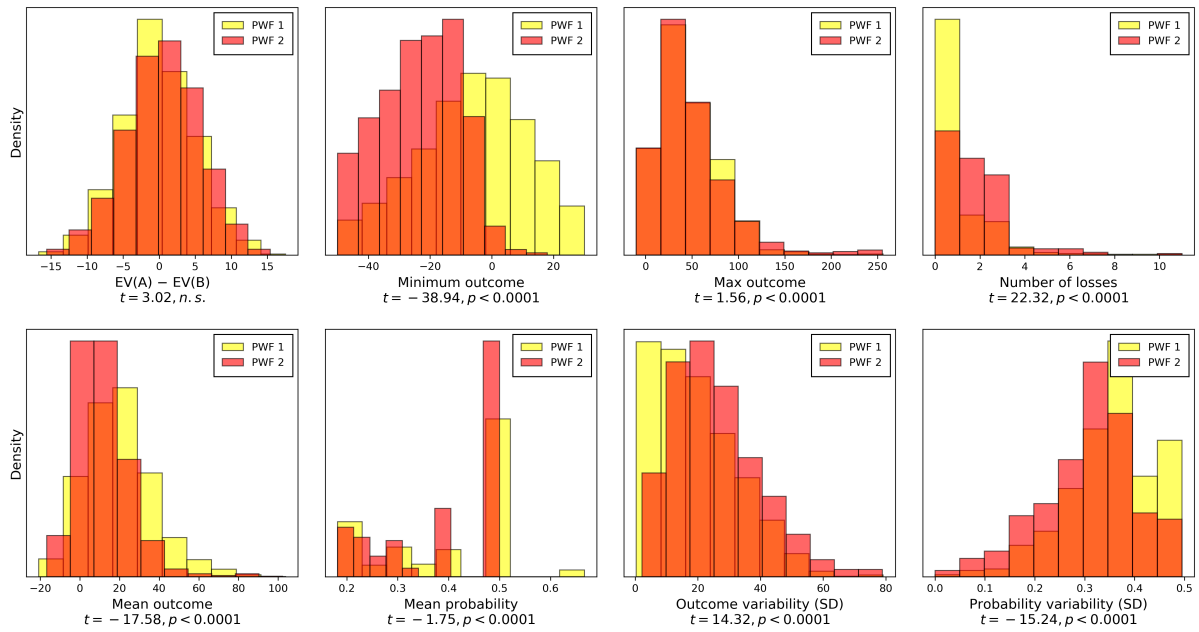 PWF 1
PWF 2
Density
−15 −10 −5 0 5 10 15
EV(A) − EV(B)
t = 3.02, n.s.
PWF 1
PWF 2
−40 −20 0 20
Minimum outcome
t = −38.94, p < 0.0001
PWF 1
PWF 2
0 50 100 150 200 250
Max outcome
t = 1.56, p < 0.0001
PWF 1
PWF 2
0 2 4 6 8 10
Number of losses
t = 22.32, p < 0.0001
PWF 1
PWF 2
Density
−20 0 20 40 60 80 100
Mean outcome
t = −17.58, p < 0.0001
PWF 1
PWF 2
0.2 0.3 0.4 0.5 0.6
Mean probability
t = −1.75, p < 0.0001
PWF 1
PWF 2
0 20 40 60 80
Outcome variability (SD)
t = 14.32, p < 0.0001
PWF 1
PWF 2
0.0 0.1 0.2 0.3 0.4 0.5
Probability variability (SD)
t = −15.24, p < 0.0001